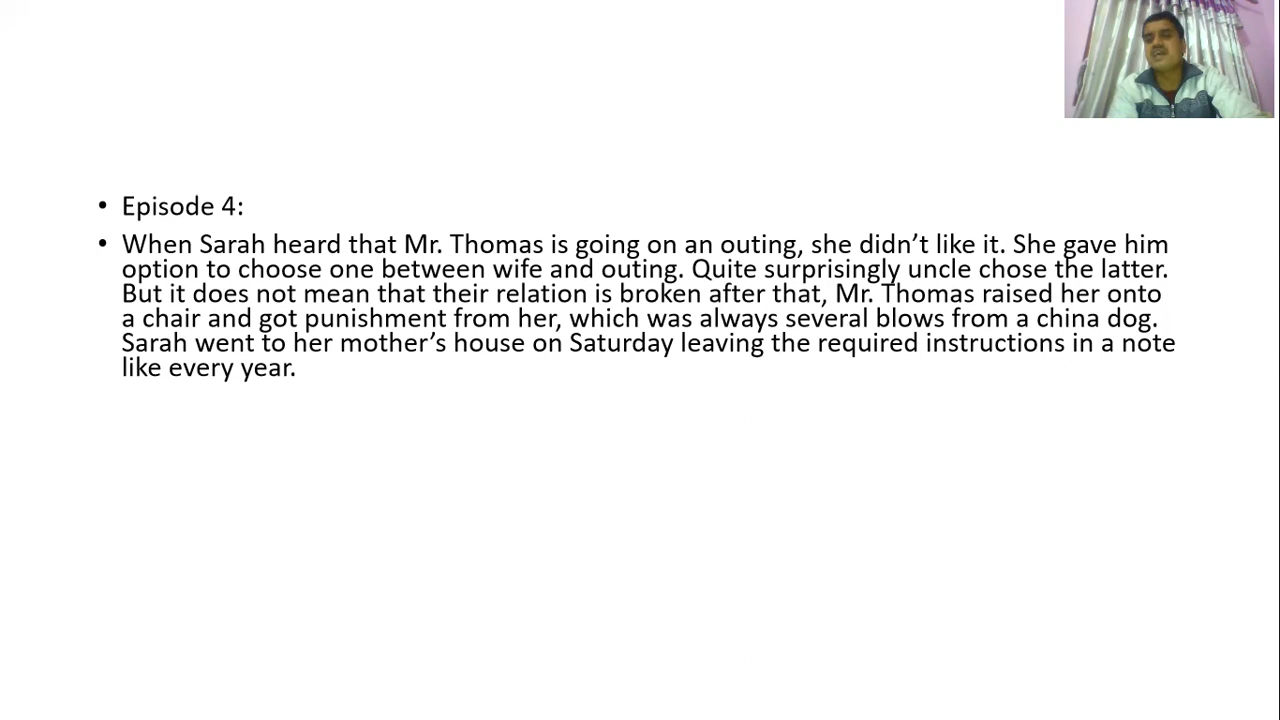 • Episode 4:
• When Sarah heard that Mr. Thomas is going on an outing, she didn’t like it. She gave him
option to choose one between wife and outing. Quite surprisingly uncle chose the latter.
But it does not mean that their relation is broken after that, Mr. Thomas raised her onto
a chair and got punishment from her, which was always several blows from a china dog.
Sarah went to her mother’s house on Saturday leaving the required instructions in a note
like every year.